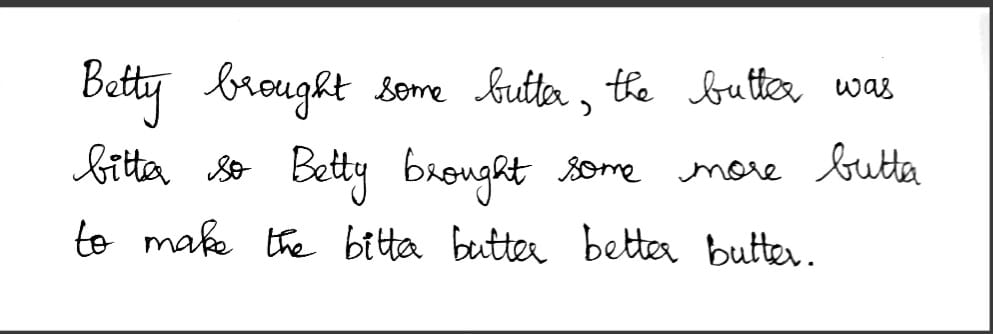 Betty brought some butter, the butter was
bitta so Betty brought some more butta
to make the bitta butter better butter.